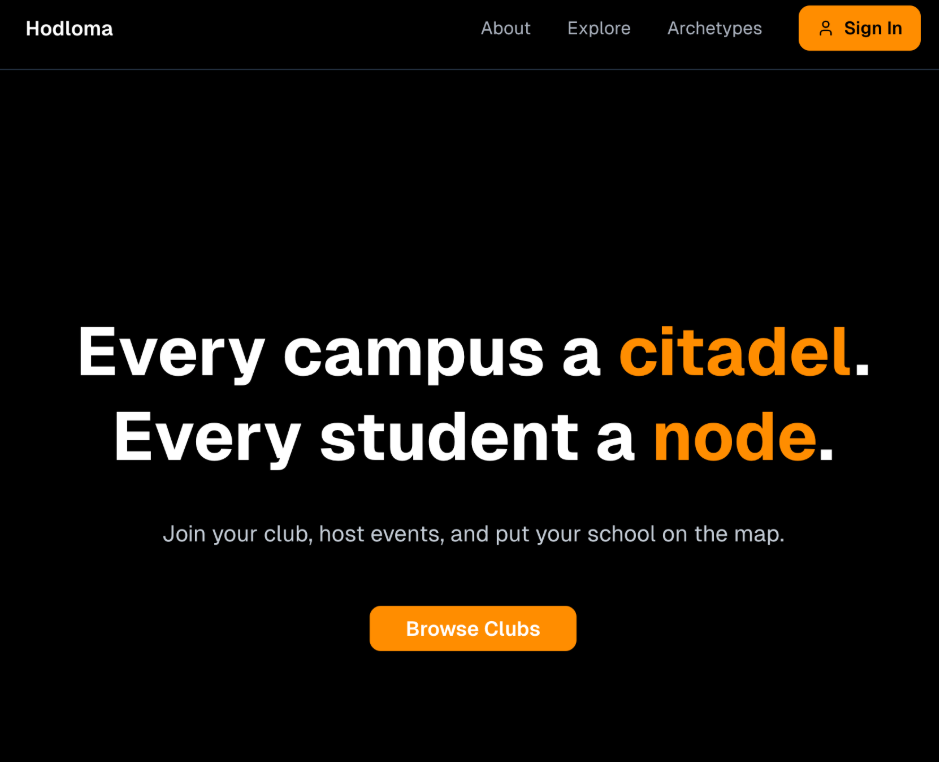 Hodloma
About
Explore
Archetypes
Sign In
Every campus a citadel.
Every student a node.
Join your club, host events, and put your school on the map.
Browse Clubs